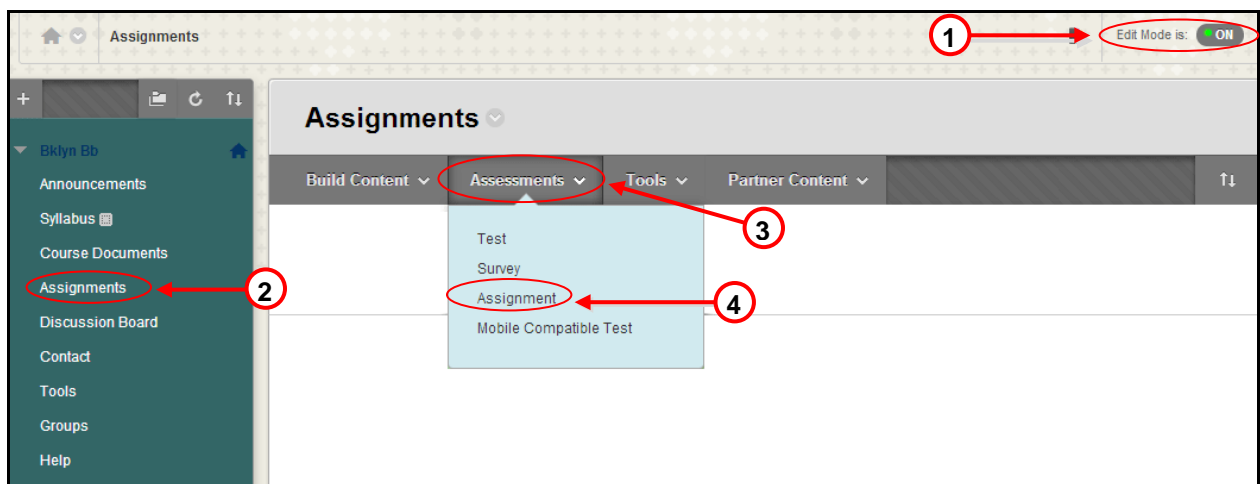 Assignments
1
Edit Mode is: ON
Bklyn Bb
Announcements
Syllabus
Course Documents
Assignments
2
Discussion Board
Contact
Tools
Groups
Help
Assignments
Build Content Assessments Tools Partner Content
3
Test
Survey
Assignment
4
Mobile Compatible Test